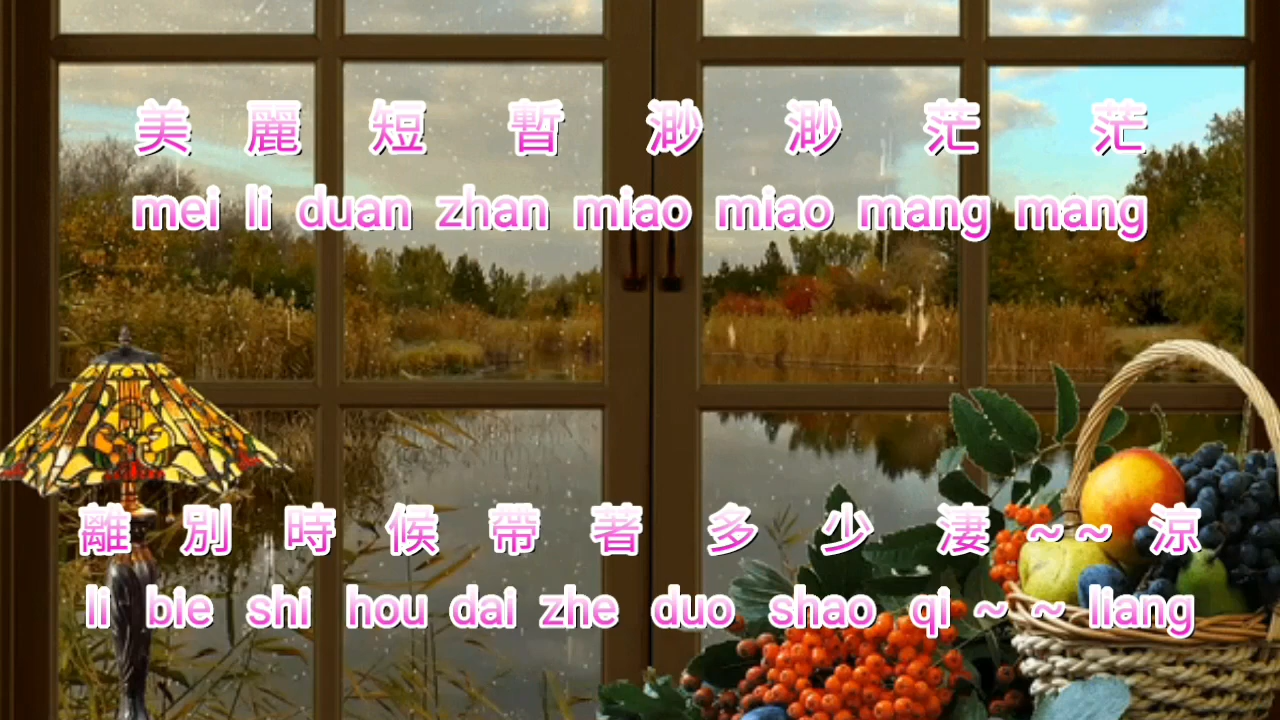 美 麗 短 暫 渺 渺 茫 茫
mei li duan zhan miao miao mang mang
離 別 時 候 帶 著 多 少 淒 ~ ~ 涼
li bie shi hou dai zhe duo shao qi ~ ~ liang